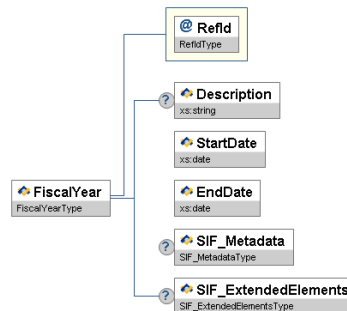 @ RefId
RefIdType
? Description
xs:string
StartDate
xs:date
FiscalYear
FiscalYearType
EndDate
xs:date
? SIF_Metadata
SIF_MetadataType
? SIF_ExtendedElements
SIF_ExtendedElementsType